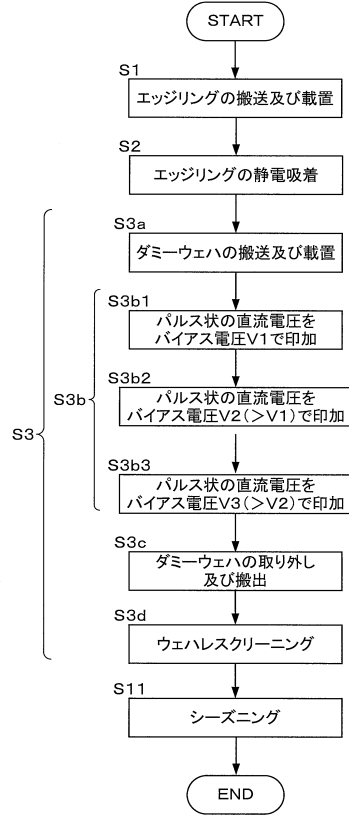 START
S1
エッジリングの搬送及び載置
S2
エッジリングの静電吸着
S3a
ダミーウェハの搬送及び載置
S3b1
パルス状の直流電圧を
バイアス電圧V1で印加
S3b2
パルス状の直流電圧を
バイアス電圧V2(>V1)で印加
S3b
S3
S3b3
パルス状の直流電圧を
バイアス電圧V3(>V2)で印加
S3c
ダミーウェハの取り外し
及び搬出
S3d
ウェハレスクリーニング
S11
シーズニング
END